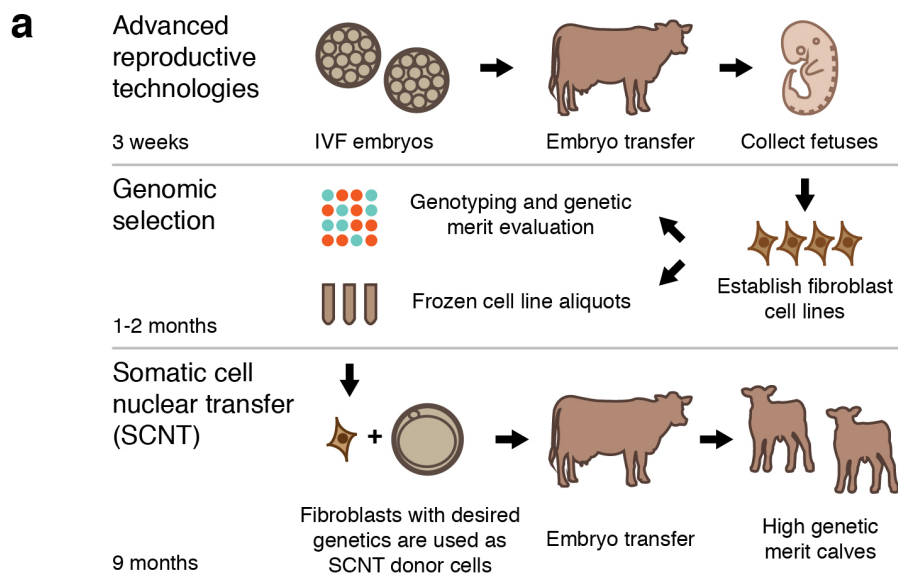 a
Advanced
reproductive
technologies
3 weeks
IVF embryos
Embryo transfer
Collect fetuses
Genomic
selection
1-2 months
Genotyping and genetic
merit evaluation
Frozen cell line aliquots
Establish fibroblast
cell lines
Somatic cell
nuclear transfer
(SCNT)
9 months
+
Fibroblasts with desired
genetics are used as
SCNT donor cells
Embryo transfer
High genetic
merit calves